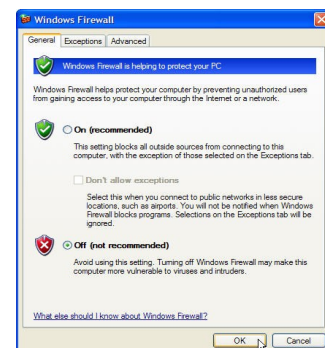 Windows Firewall
General Exceptions Advanced
Windows Firewall is helping to protect your PC
Windows Firewall helps protect your computer by preventing unauthorized users
from gaining access to your computer through the Internet or a network.
On (recommended)
This setting blocks all outside sources from connecting to this
computer, with the exception of those selected on the Exceptions tab.
Don't allow exceptions
Select this when you connect to public networks in less secure
locations, such as airports. You will not be notified when Windows
Firewall blocks programs. Selections on the Exceptions tab will be
ignored.
Off (not recommended)
Avoid using this setting. Turning off Windows Firewall may make this
computer more vulnerable to viruses and intruders.
What else should I know about Windows Firewall?
OK Cancel